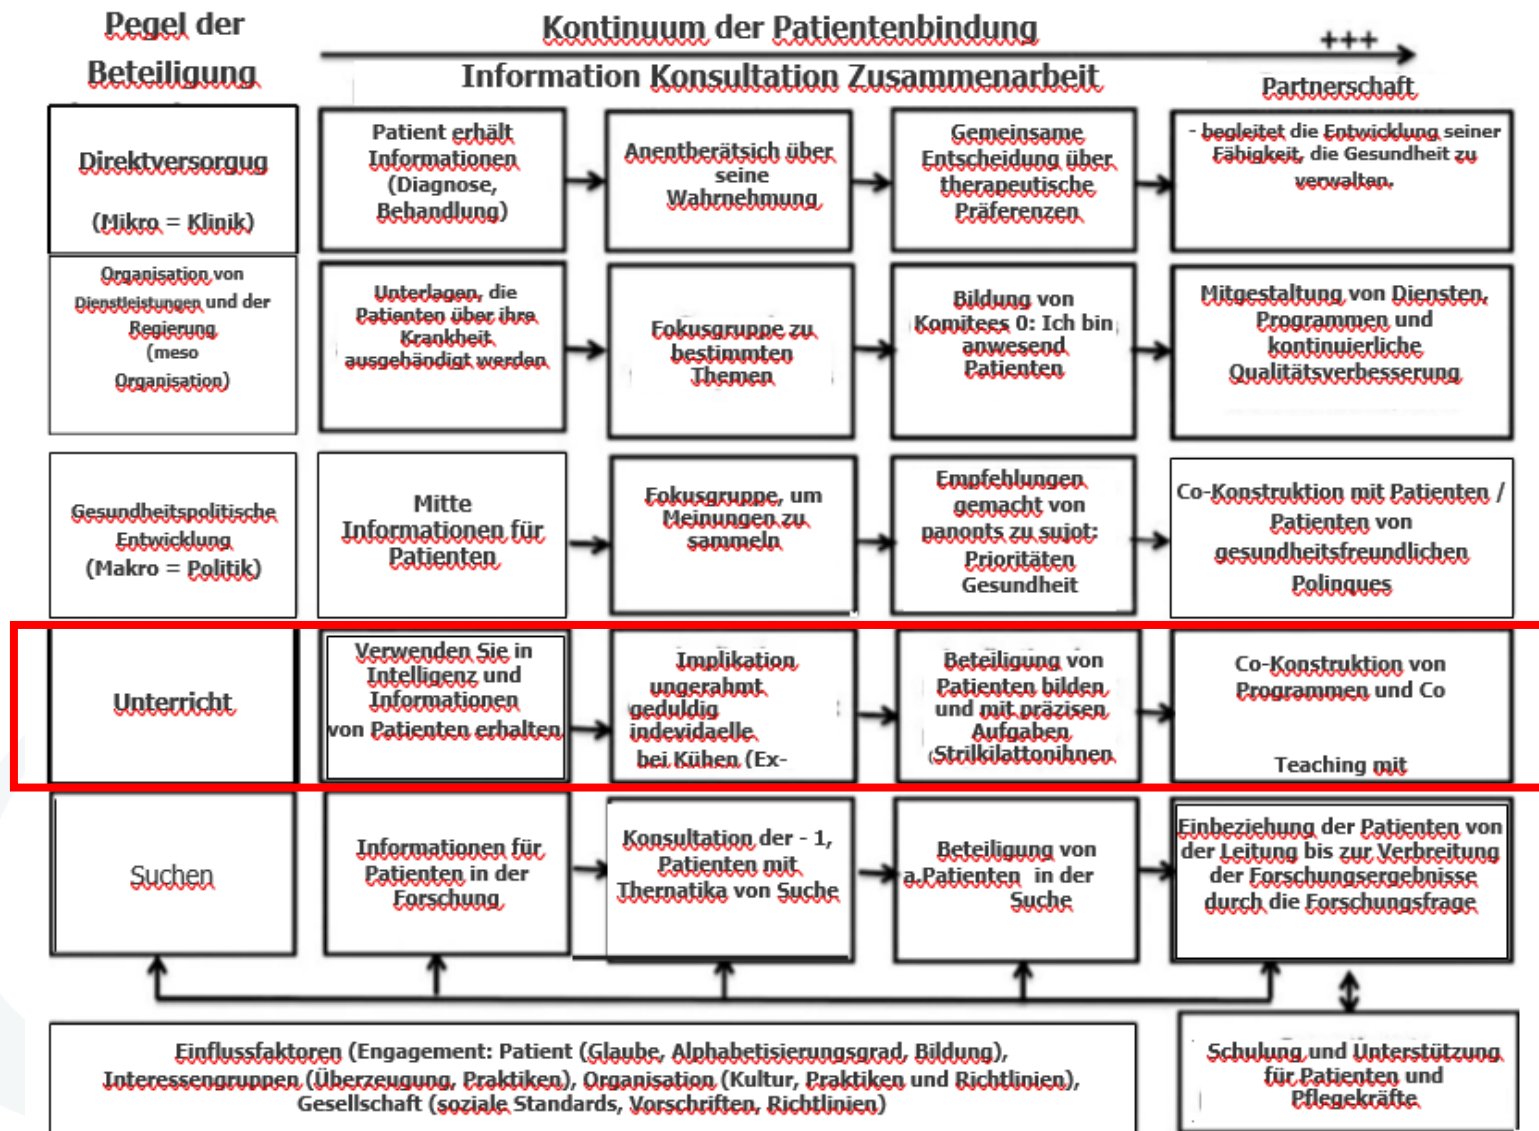 Pegel der
Beteiligung
Kontinuum der Patientenbindung
+++
Information Konsultation Zusammenarbeit
Partnerschaft
Direktversorgug
(Mikro = Klinik)
Patient erhält
Informationen
(Diagnose,
Behandlung)
Anentberätsich über
seine
Wahrnehmung
Gemeinsame
Entscheidung über
therapeutische
Präferenzen
- begleitet die Entwicklung seiner
Fähigkeit, die Gesundheit zu
verwalten.
Organisation von
Dienstleistungen und der
Regierung
(meso
Organisation)
Unterlagen, die
Patienten über ihre
Krankheit
ausgehändigt werden
Fokusgruppe zu
bestimmten
Themen
Bildung von
Komitees 0: Ich bin
anwesend
Patienten
Mitgestaltung von Diensten,
Programmen und
kontinuierliche
Qualitätsverbesserung
Gesundheitspolitische
Entwicklung
(Makro = Politik)
Mitte
Informationen für
Patienten
Fokusgruppe, um
Meinungen zu
sammeln
Empfehlungen
gemacht von
panonts zu sujot:
Prioritäten
Gesundheit
Co-Konstruktion mit Patienten /
Patienten von
gesundheitsfreundlichen
Polinques
Unterricht
Verwenden Sie in
Intelligenz und
Informationen
von Patienten erhalten
Implikation
ungerahmt
geduldig
indevidaelle
bei Kühen (Ex-
Beteiligung von
Patienten bilden
und mit präzisen
Aufgaben
(Strilkilattonihnen
Co-Konstruktion von
Programmen und Co
Teaching mit
Suchen
Informationen für
Patienten in der
Forschung
Konsultation der - 1,
Patienten mit
Thernatika von Suche
Beteiligung von
a.Patienten in der
Suche
Einbeziehung der Patienten von
der Leitung bis zur Verbreitung
der Forschungsergebnisse
durch die Forschungsfrage
Einflussfaktoren (Engagement: Patient (Glaube, Alphabetisierungsgrad, Bildung),
Interessengruppen (Überzeugung, Praktiken), Organisation (Kultur, Praktiken und Richtlinien),
Gesellschaft (soziale Standards, Vorschriften, Richtlinien)
Schulung und Unterstützung
für Patienten und
Pflegekräfte